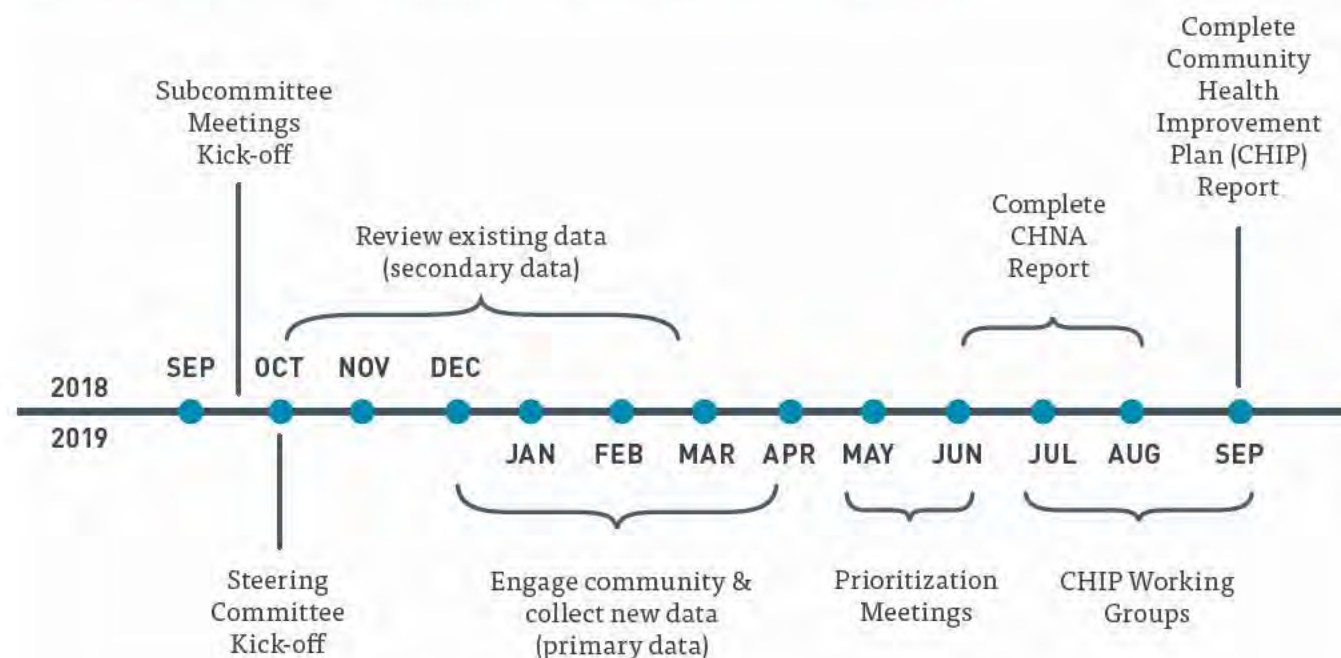 Complete
Community
Health
Improvement
Plan (CHIP)
Report
Subcommittee
Meetings
Kick-off
Complete
CHNA
Report
Review existing data
(secondary data)
SEP OCT NOV DEC
2018
2019
JAN FEB MAR APR MAY JUN JUL AUG SEP
Steering
Committee
Kick-off
Engage community &
collect new data
(primary data)
Prioritization
Meetings
CHIP Working
Groups